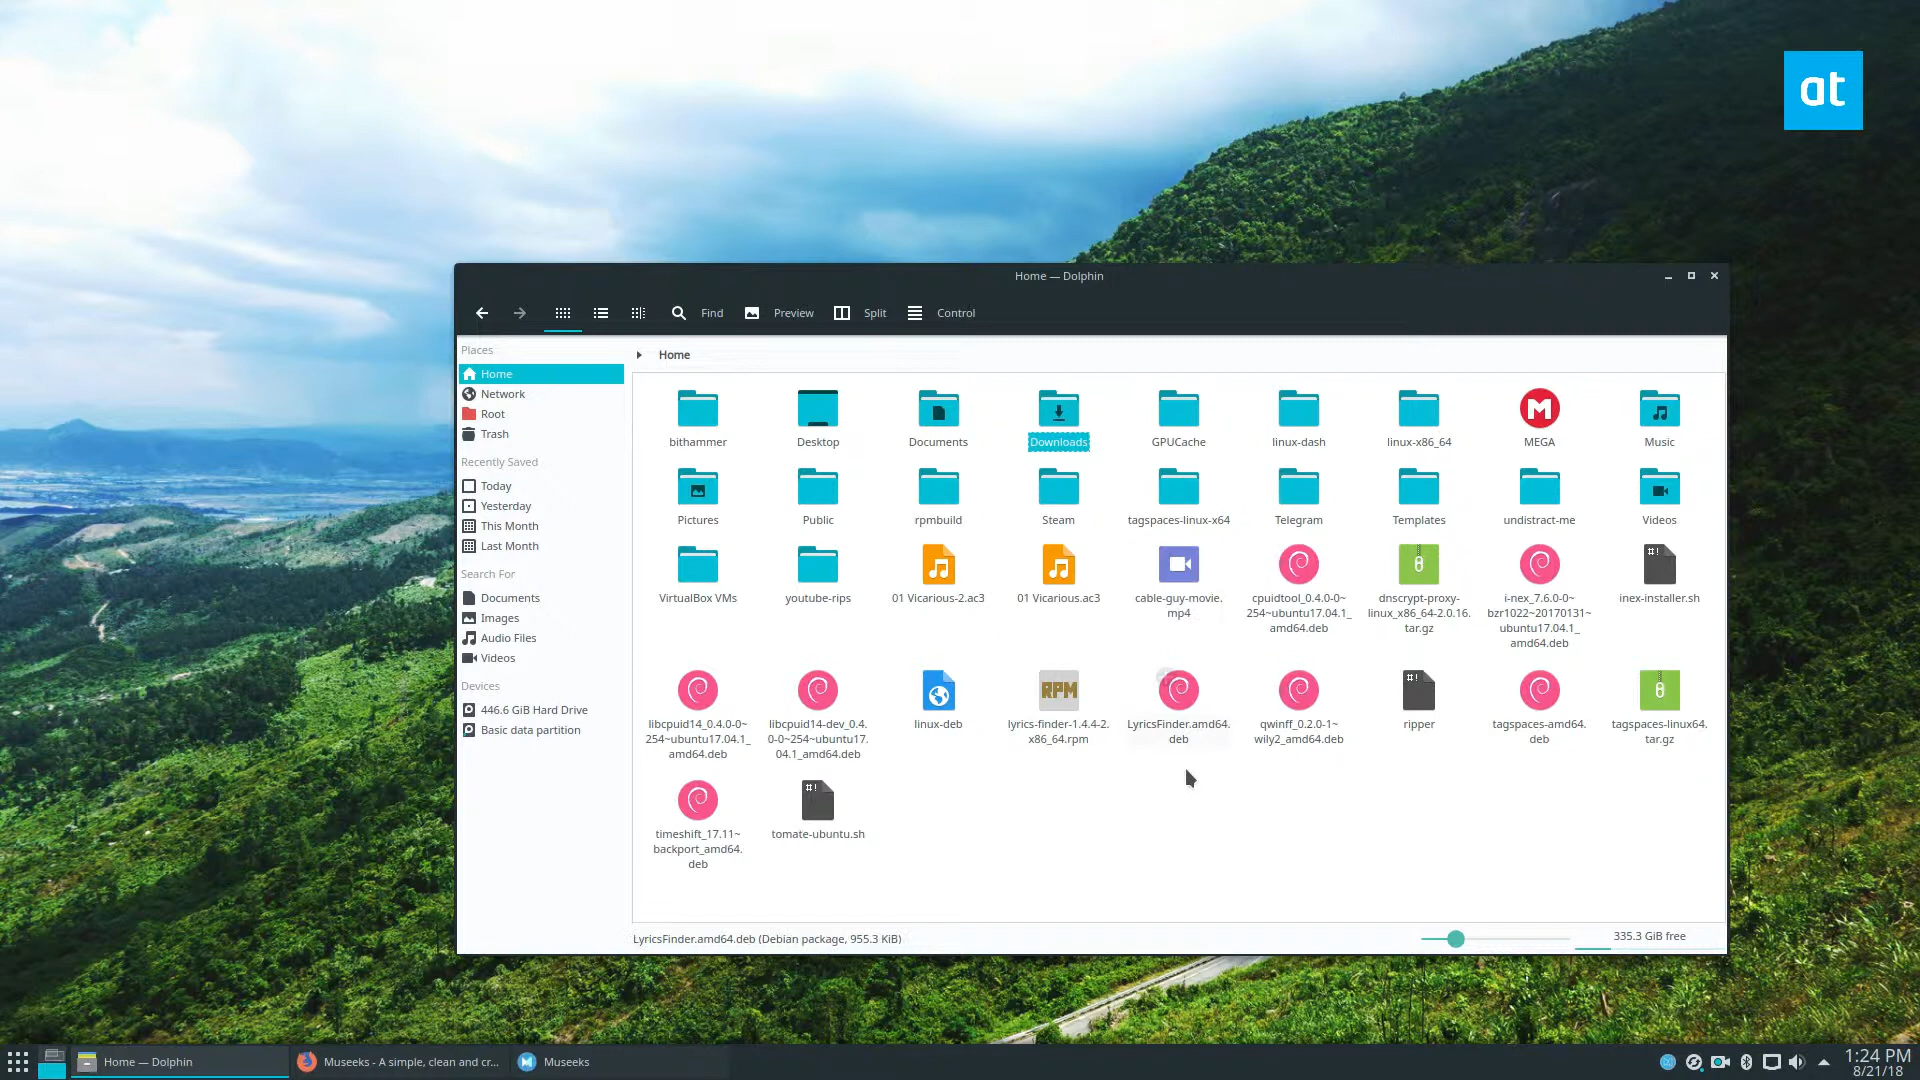 at
Home — Dolphin
Find
Preview
Split
Control
Places
Home
Network
Root
Trash
Recently Saved
Today
Yesterday
This Month
Last Month
Search For
Documents
Images
Audio Files
Videos
Devices
446.6 GiB Hard Drive
Basic data partition
Home
bithammer
Desktop
Documents
Downloads
GPUCache
linux-dash
linux-x86_64
MEGA
Music
Pictures
Public
rpmbuild
Steam
tagspaces-linux-x64
Telegram
Templates
undistract-me
Videos
VirtualBox VMs
youtube-rips
01 Vicarious-2.ac3
01 Vicarious.ac3
cable-guy-movie.
mp4
cpuidtool_0.4.0-0~
254~ubuntu17.04.1_
amd64.deb
dnscrypt-proxy-
linux_x86_64-2.0.16.
tar.gz
i-nex_7.6.0-0~
bzr1022~20170131~
ubuntu17.04.1_
amd64.deb
#!
inex-installer.sh
libcpuid14_0.4.0-0~
254~ubuntu17.04.1_
amd64.deb
libcpuid14-dev_0.4.
0-0~254~ubuntu17.
04.1_amd64.deb
linux-deb
RPM
lyrics-finder-1.4.4-2.
x86_64.rpm
LyricsFinder.amd64.
deb
qwinff_0.2.0-1~
wily2_amd64.deb
#!
ripper
tagspaces-amd64.
deb
tagspaces-linux64.
tar.gz
timeshift_17.11~
backport_amd64.
deb
#!
tomate-ubuntu.sh
LyricsFinder.amd64.deb (Debian package, 955.3 KiB)
335.3 GiB free
Home — Dolphin
Museeks - A simple, clean and cr...
Museeks
1:24 PM
8/21/18